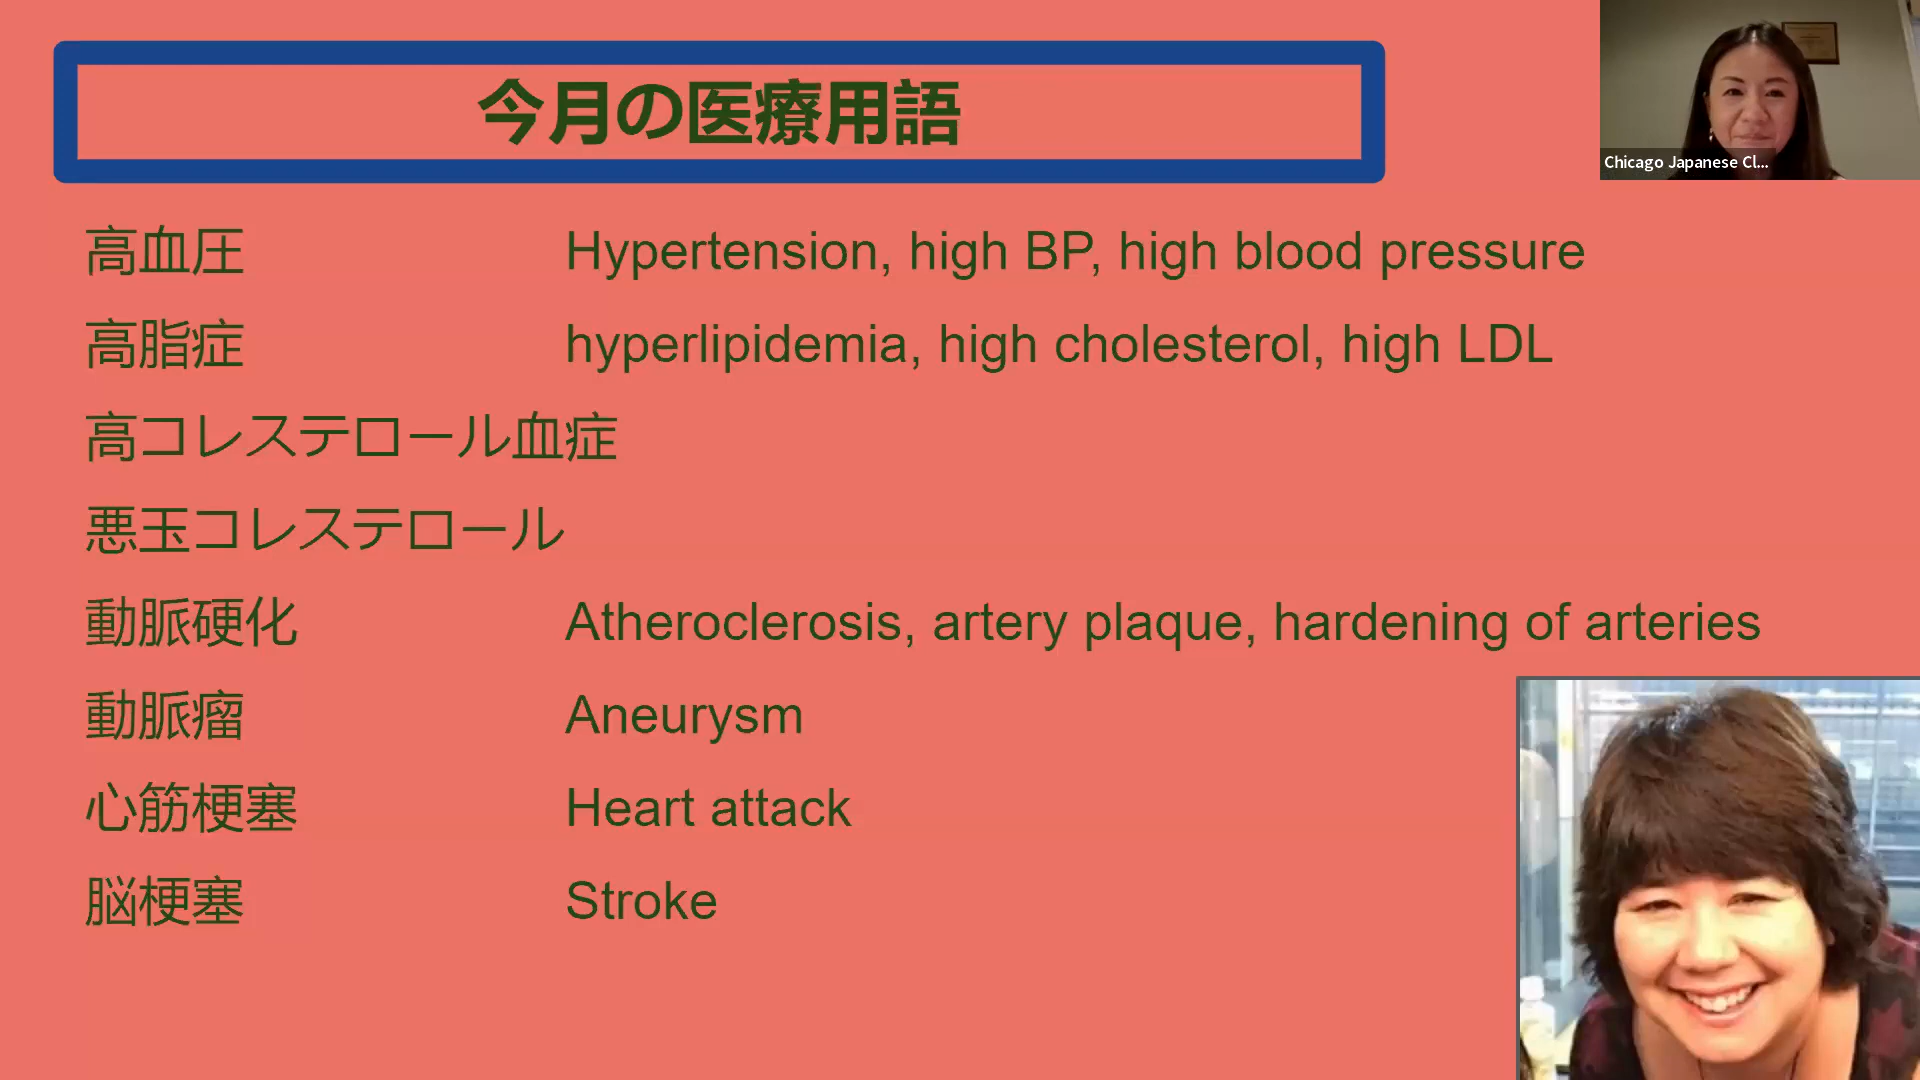 今月の医療用語
Chicago Japanese Cl...
高血圧 Hypertension, high BP, high blood pressure
高脂症 hyperlipidemia, high cholesterol, high LDL
高コレステロール血症
悪玉コレステロール
動脈硬化 Atheroclerosis, artery plaque, hardening of arteries
動脈瘤 Aneurysm
心筋梗塞 Heart attack
脳梗塞 Stroke